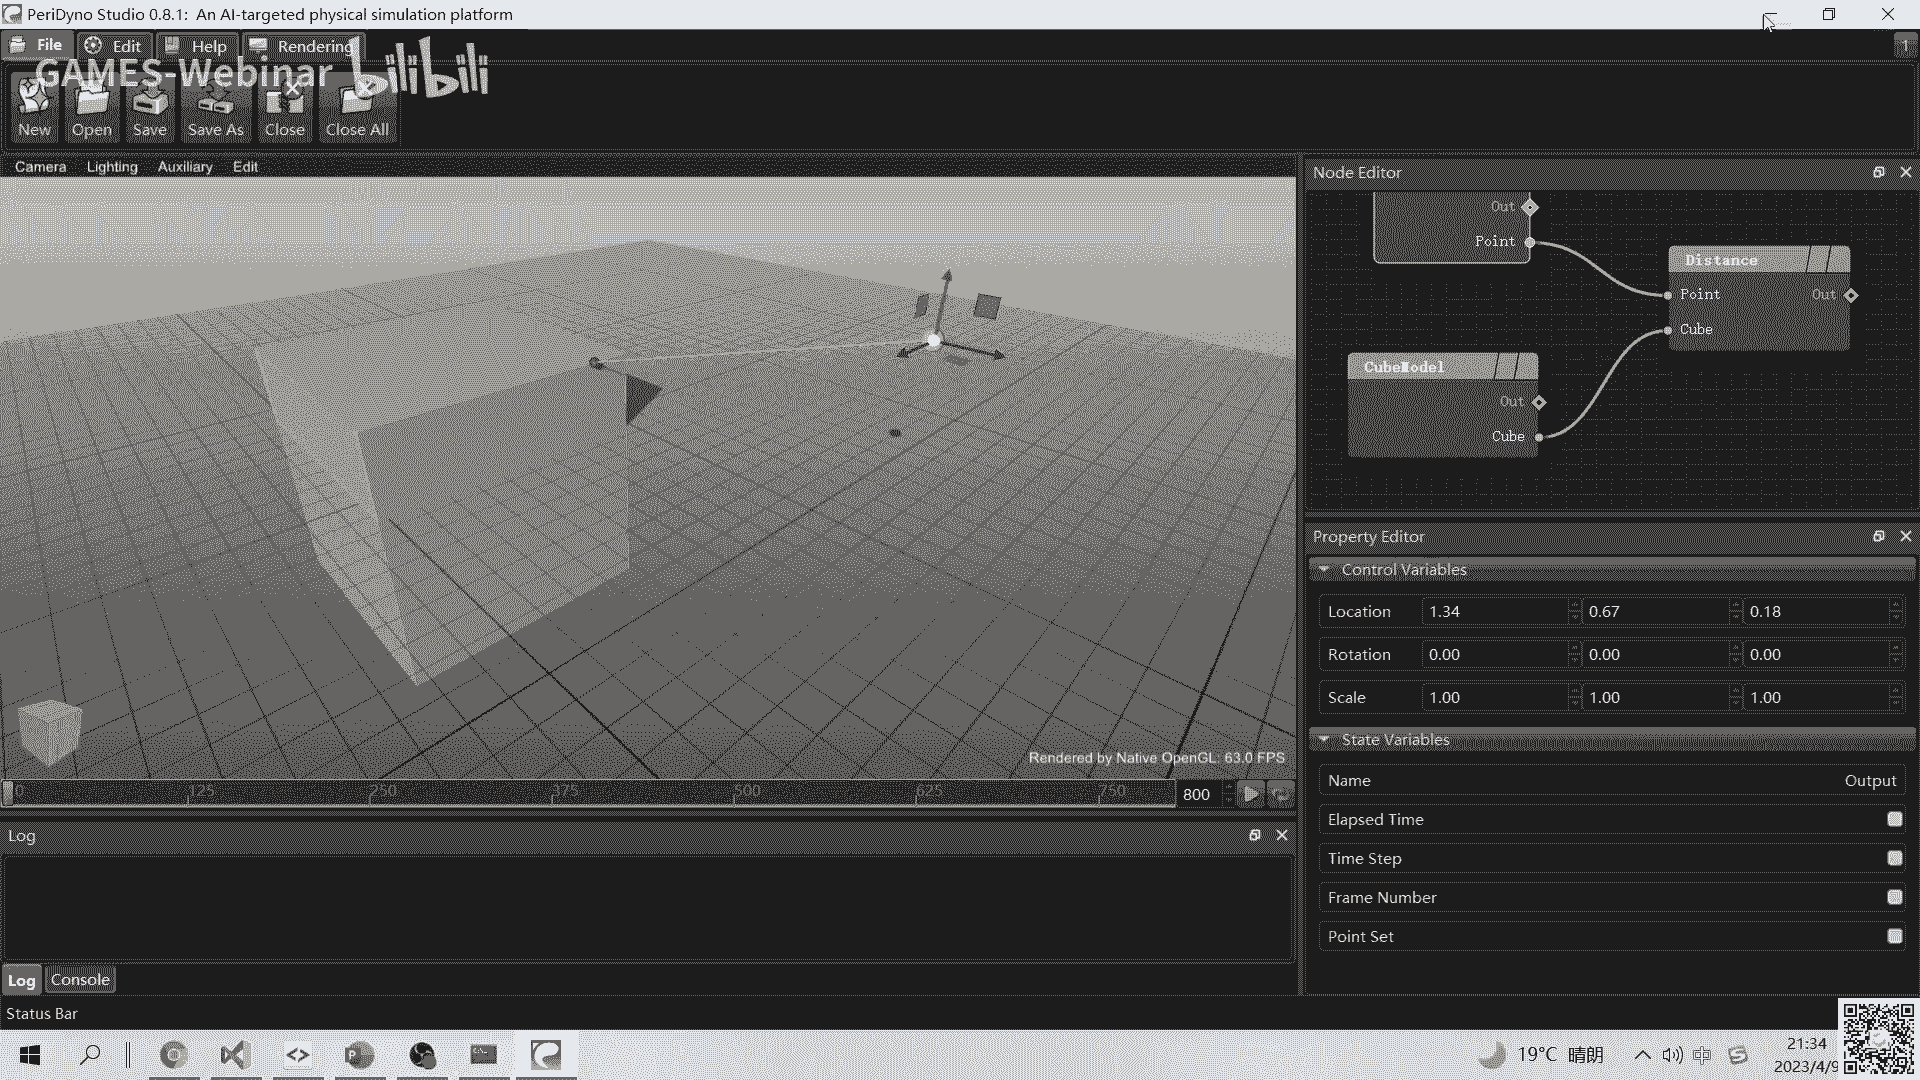 PeriDyno Studio 0.8.1: An AI-targeted physical simulation platform
File Edit Help Rendering 1
GAMES-Webinar bilibili
New Open Save Save As Close Close All
Camera Lighting Auxiliary Edit
Rendered by Native OpenGL: 63.0 FPS
0 125 250 375 500 625 750 800
Log
Log Console
Status Bar
Node Editor
Out
Point
Distance
Point Out
Cube
CubeModel
Out
Cube
Property Editor
Control Variables
Location 1.34 0.67 0.18
Rotation 0.00 0.00 0.00
Scale 1.00 1.00 1.00
State Variables
Name Output
Elapsed Time
Time Step
Frame Number
Point Set
19°C 晴朗 中 21:34
2023/4/9